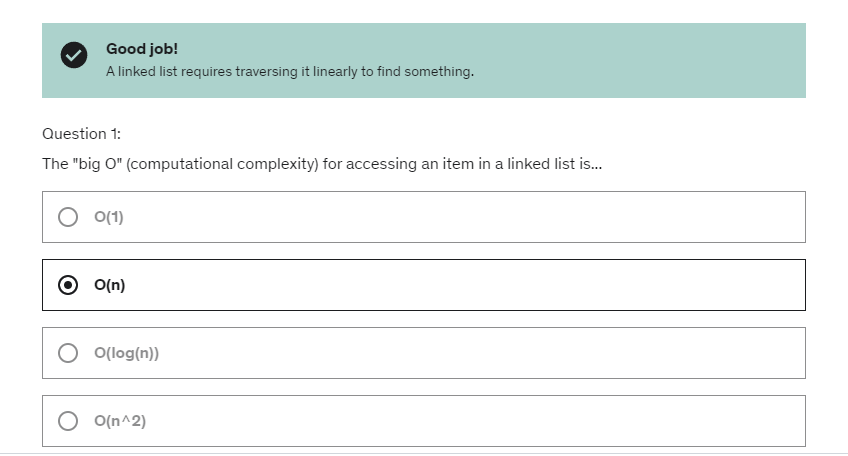 Good job!
A linked list requires traversing it linearly to find something.
Question 1:
The "big O" (computational complexity) for accessing an item in a linked list is...
O(1)
O(n)
O(log(n))
O(n^2)